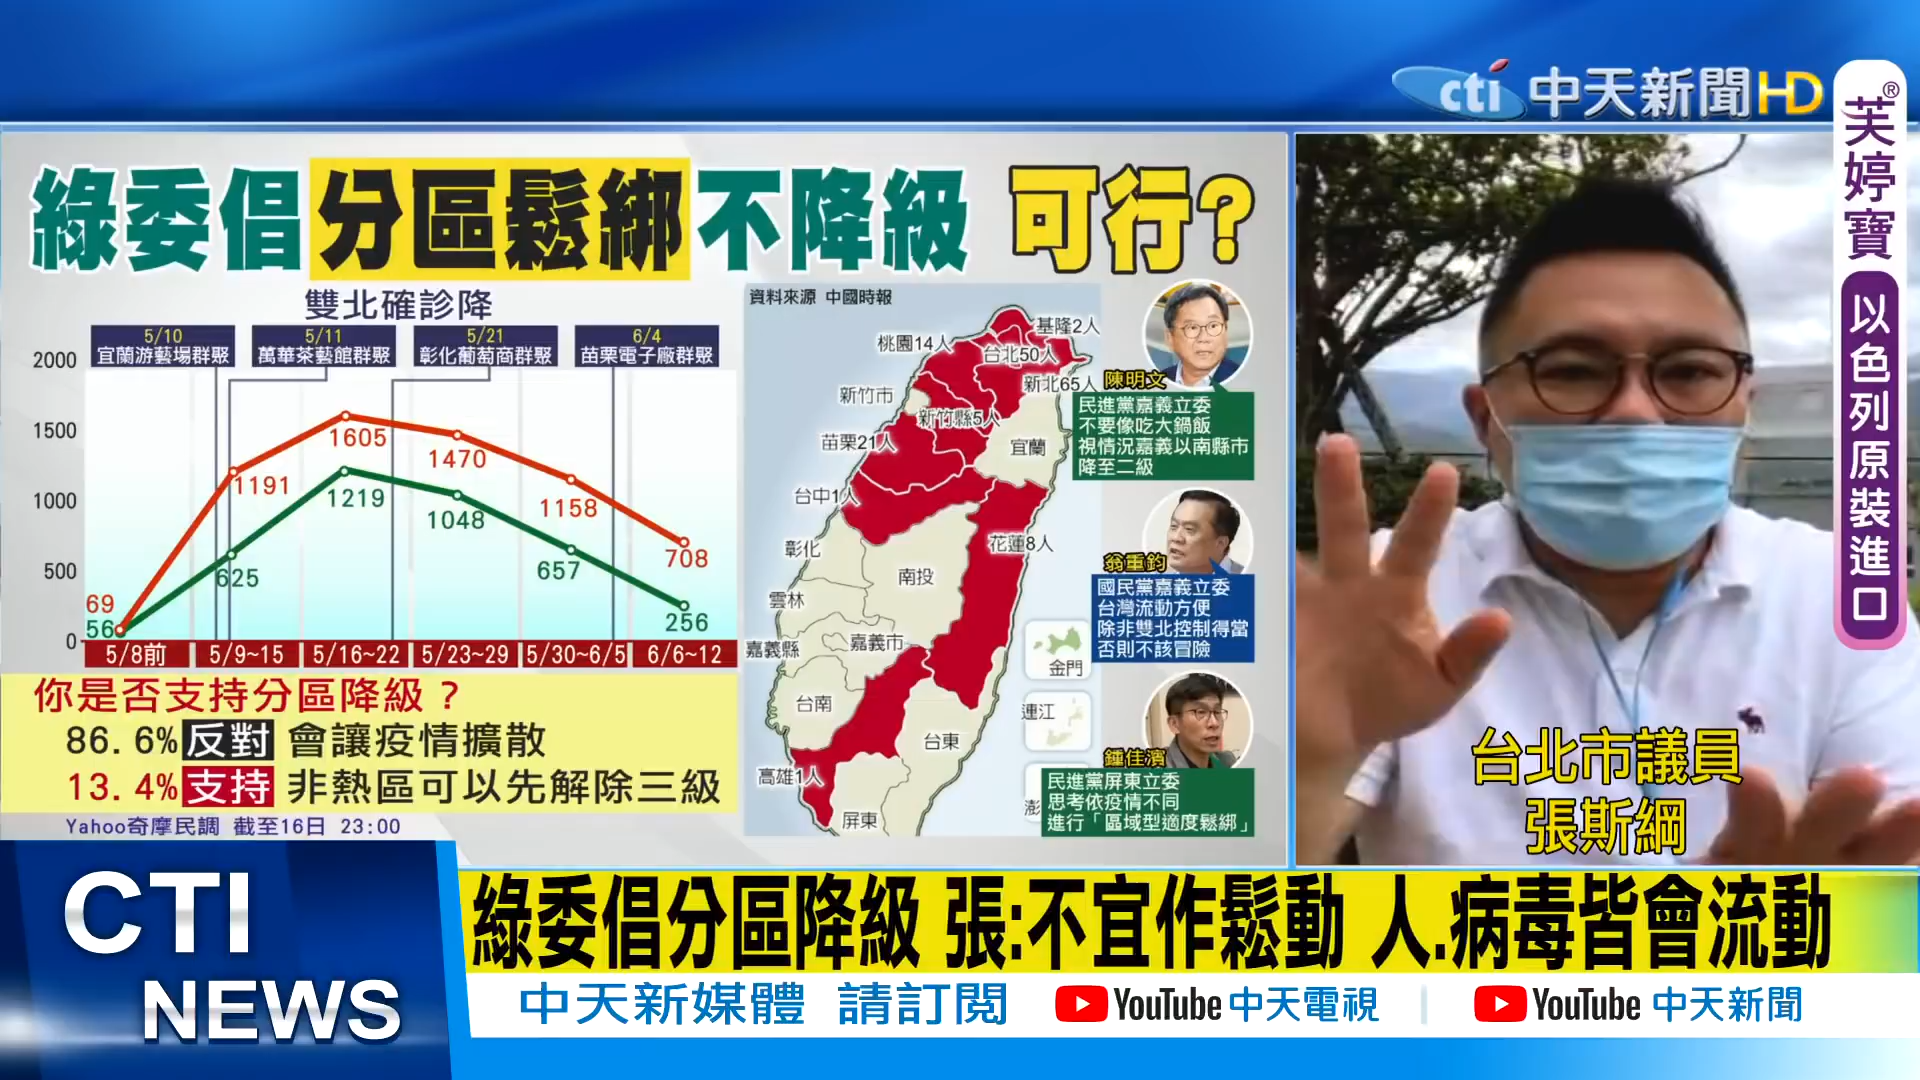 cti 中天新聞HD
芙婷寶® 以色列原裝進口
綠委倡分區鬆綁不降級 可行?
雙北確診降
5/10
宜蘭游藝場群聚
5/11
萬華茶藝館群聚
5/21
彰化葡萄商群聚
6/4
苗栗電子廠群聚
2000
1500
1000
500
0
69
1191
1605
1470
1158
708
56
625
1219
1048
657
256
5/8前
5/9~15
5/16~22
5/23~29
5/30~6/5
6/6~12
你是否支持分區降級？
86.6%反對 會讓疫情擴散
13.4%支持 非熱區可以先解除三級
Yahoo奇摩民調 截至16日 23:00
資料來源 中國時報
基隆2人
桃園14人
台北50人
新北65人
新竹市
新竹縣5人
苗栗21人
宜蘭
台中1人
花蓮8人
彰化
南投
雲林
嘉義市
嘉義縣
台南
台東
高雄1人
屏東
金門
連江
澎
陳明文
民進黨嘉義立委
不要像吃大鍋飯
視情況嘉義以南縣市
降至二級
翁重鈞
國民黨嘉義立委
台灣流動方便
除非雙北控制得當
否則不該冒險
鍾佳濱
民進黨屏東立委
思考依疫情不同
進行「區域型適度鬆綁」
台北市議員
張斯綱
CTI
NEWS
綠委倡分區降級 張:不宜作鬆動 人.病毒皆會流動
中天新媒體 請訂閱 YouTube 中天電視 | YouTube 中天新聞